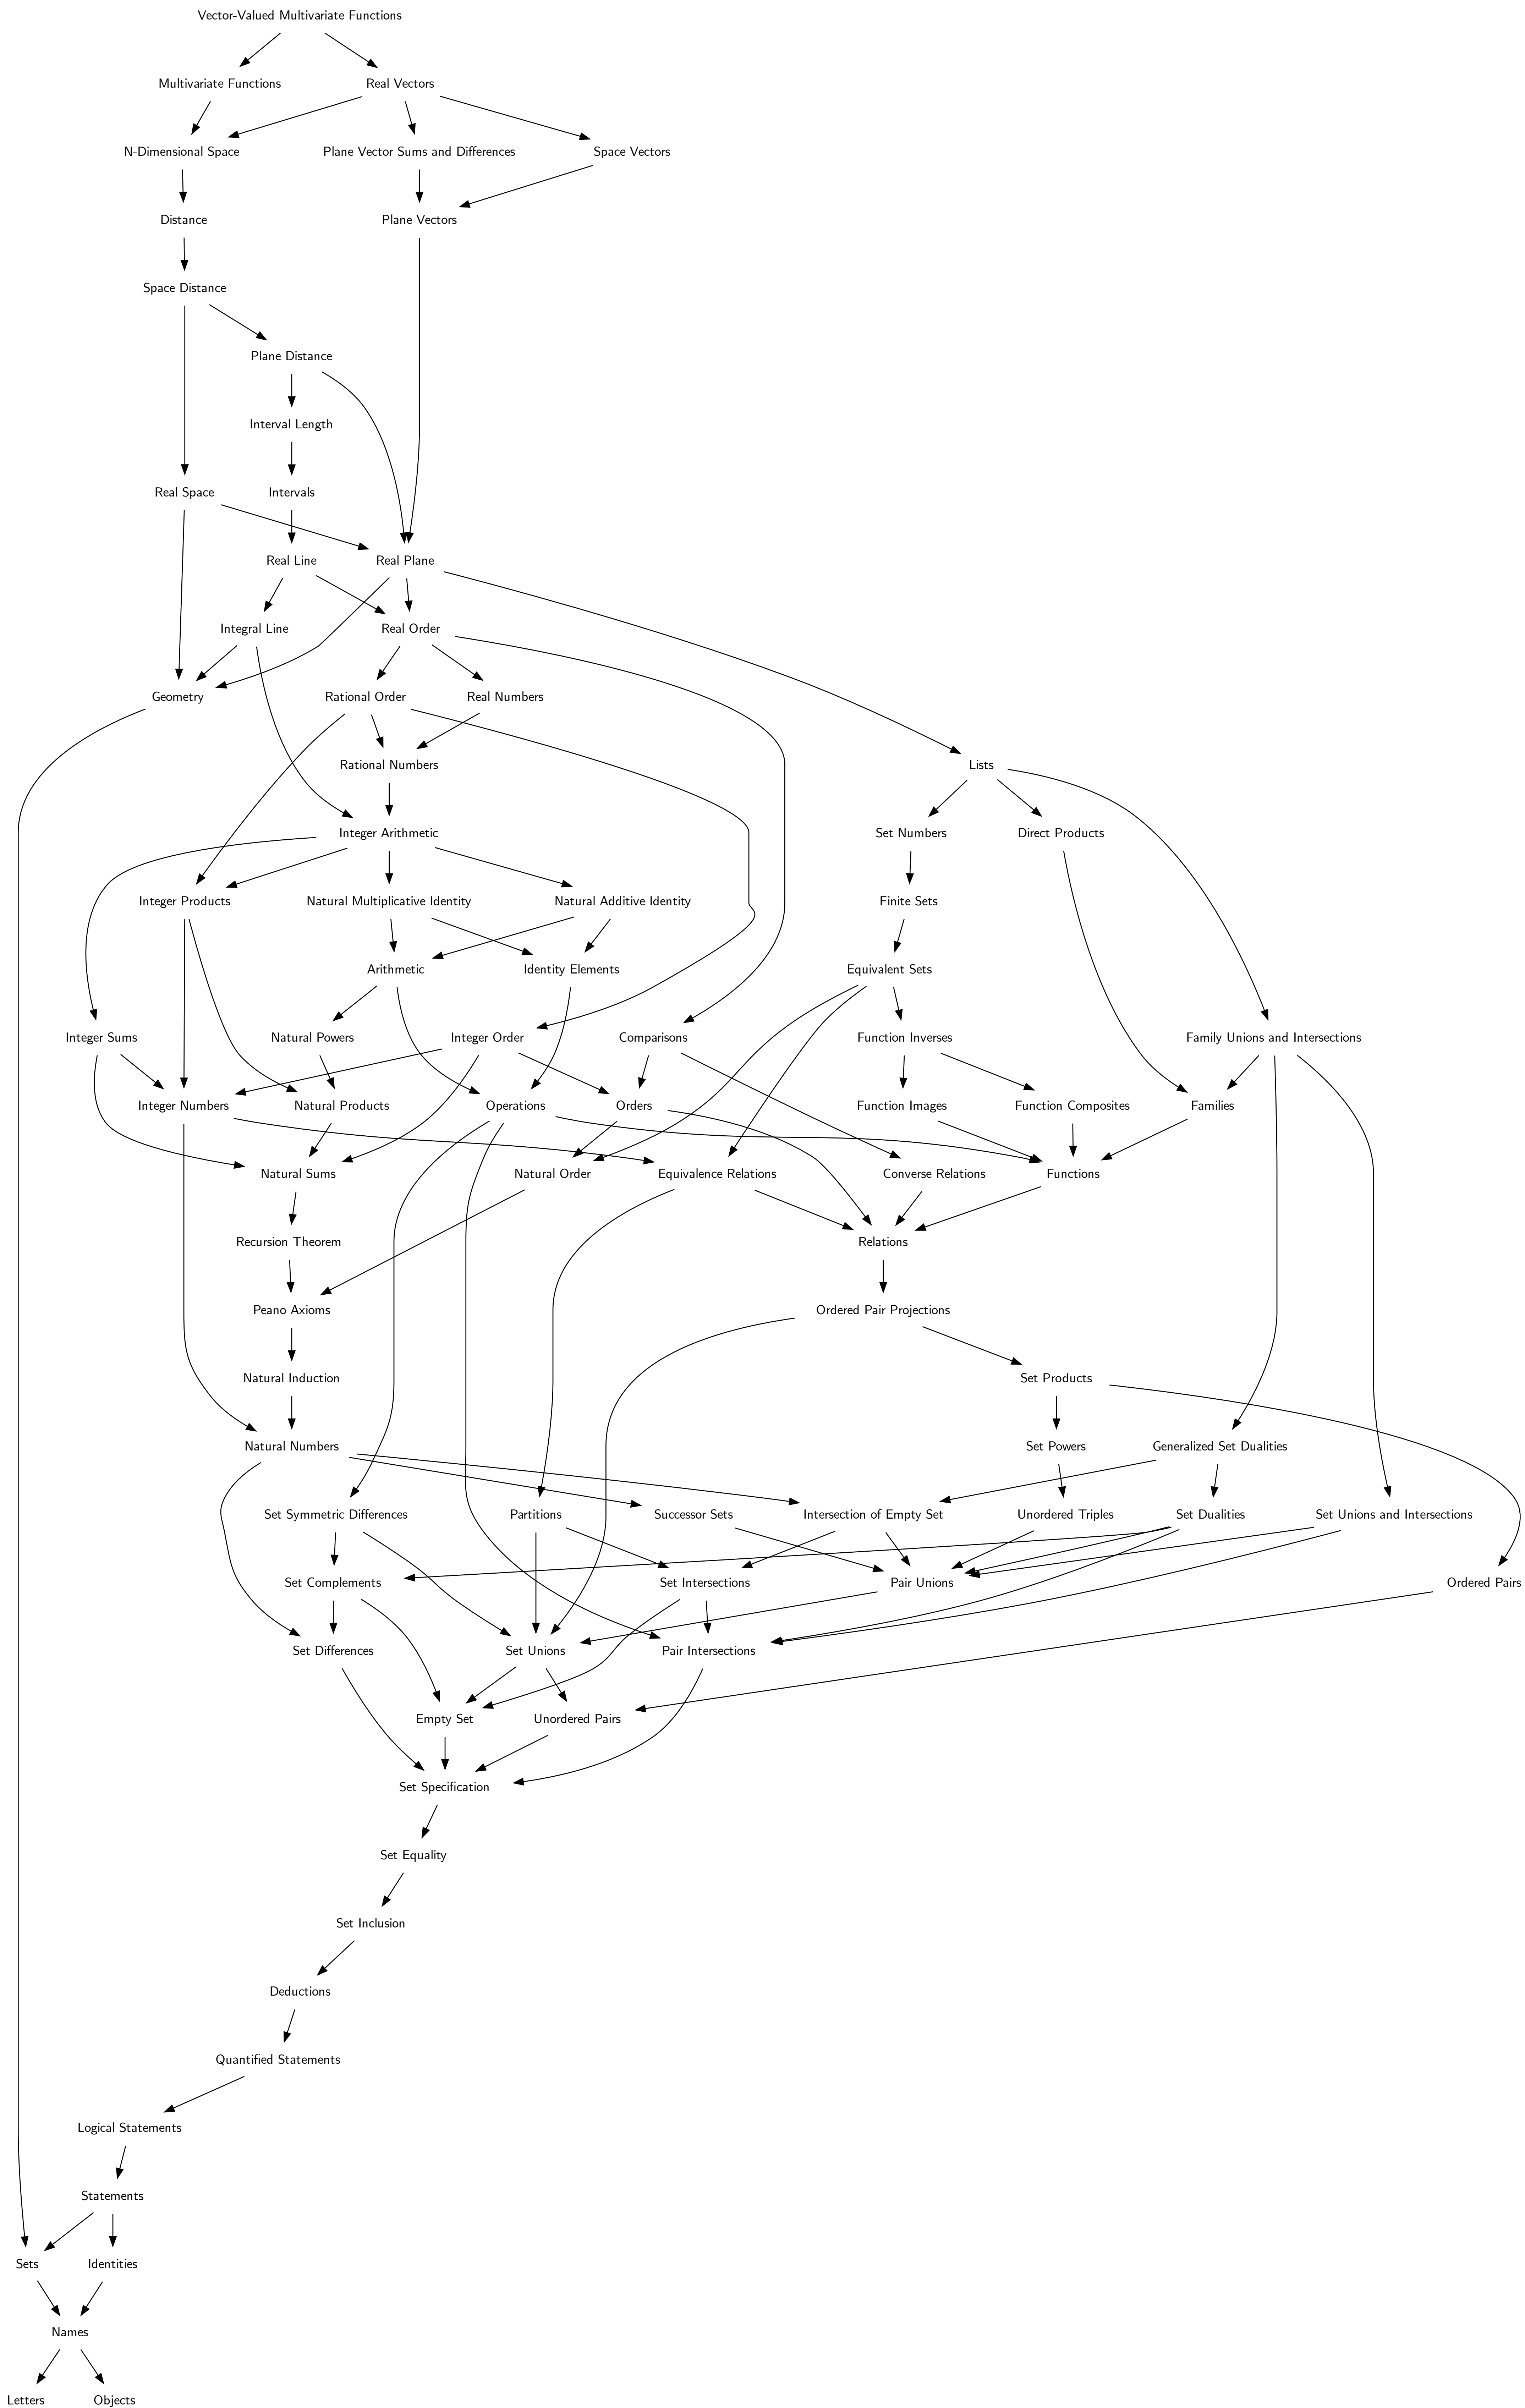 Vector-Valued Multivariate Functions
Multivariate Functions
Real Vectors
N-Dimensional Space
Plane Vector Sums and Differences
Space Vectors
Distance
Plane Vectors
Space Distance
Plane Distance
Interval Length
Real Space
Intervals
Real Line
Real Plane
Integral Line
Real Order
Geometry
Rational Order
Real Numbers
Rational Numbers
Lists
Integer Arithmetic
Set Numbers
Direct Products
Integer Products
Natural Multiplicative Identity
Natural Additive Identity
Finite Sets
Arithmetic
Identity Elements
Equivalent Sets
Integer Sums
Natural Powers
Integer Order
Comparisons
Function Inverses
Family Unions and Intersections
Integer Numbers
Natural Products
Operations
Orders
Function Images
Function Composites
Families
Natural Sums
Natural Order
Equivalence Relations
Converse Relations
Functions
Recursion Theorem
Relations
Peano Axioms
Ordered Pair Projections
Natural Induction
Set Products
Natural Numbers
Set Powers
Generalized Set Dualities
Set Symmetric Differences
Partitions
Successor Sets
Intersection of Empty Set
Unordered Triples
Set Dualities
Set Unions and Intersections
Set Complements
Set Intersections
Pair Unions
Ordered Pairs
Set Differences
Set Unions
Pair Intersections
Empty Set
Unordered Pairs
Set Specification
Set Equality
Set Inclusion
Deductions
Quantified Statements
Logical Statements
Statements
Sets
Identities
Names
Letters
Objects